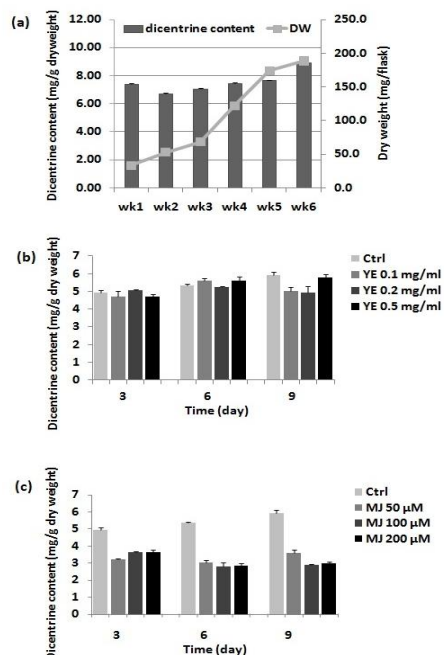 (a)
dicentrine content
DW
Dicentrine content (mg/g dryweight)
12.00
10.00
8.00
6.00
4.00
2.00
0.00
250.0
200.0
150.0
100.0
50.0
0.0
Dry weight (mg/flask)
wk1 wk2 wk3 wk4 wk5 wk6
(b)
Dicentrine content (mg/g dry weight)
7
6
5
4
3
2
1
0
3 6 9
Time (day)
Ctrl
YE 0.1 mg/ml
YE 0.2 mg/ml
YE 0.5 mg/ml
(c)
Dicentrine content (mg/g dry weight)
7
6
5
4
3
2
1
0
3 6 9
Time (day)
Ctrl
MJ 50 µM
MJ 100 µM
MJ 200 µM